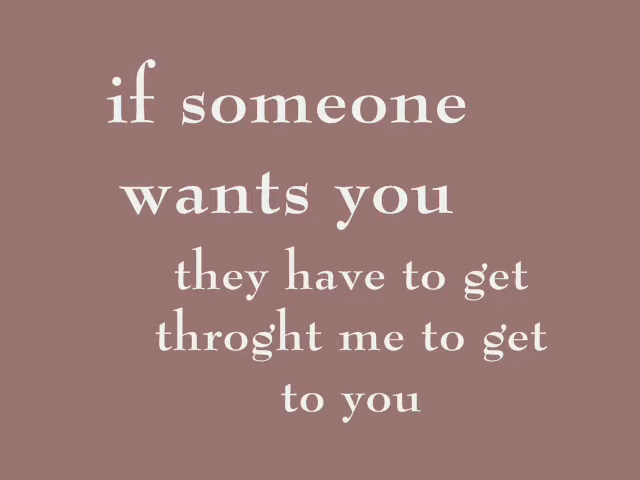 if someone
wants you
they have to get
throght me to get
to you